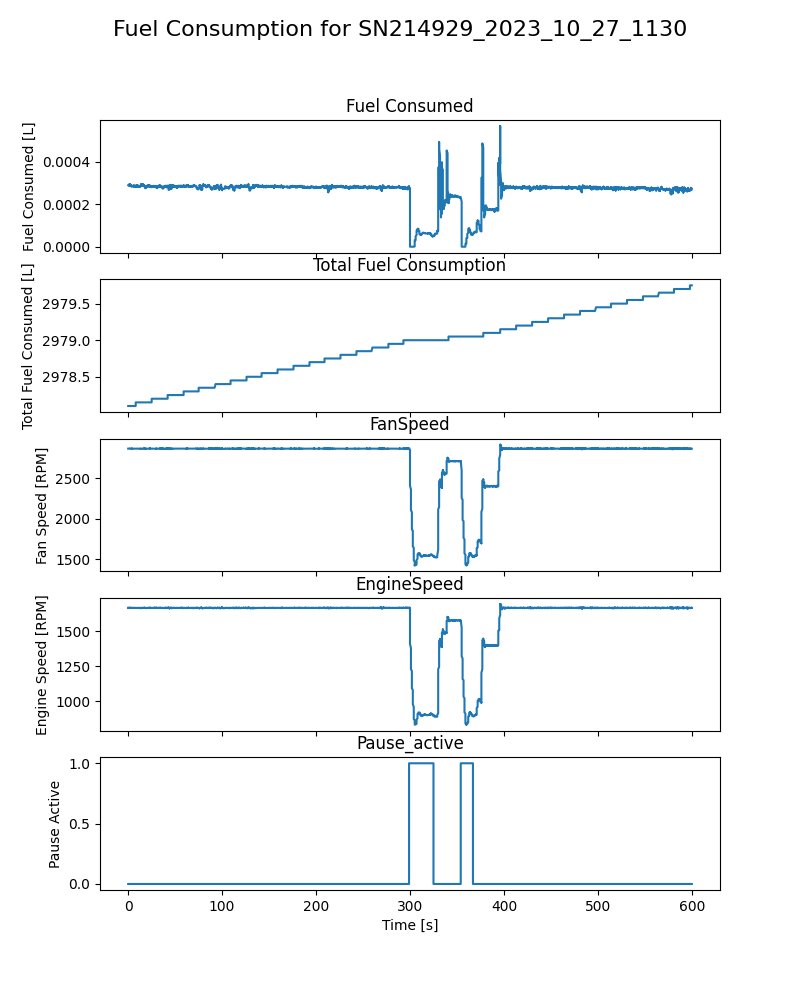 Fuel Consumption for SN214929_2023_10_27_1130
Fuel Consumed
Fuel Consumed [L]
0.0004
0.0002
0.0000
Total Fuel Consumption
Total Fuel Consumed [L]
2979.5
2979.0
2978.5
FanSpeed
Fan Speed [RPM]
2500
2000
1500
EngineSpeed
Engine Speed [RPM]
1500
1250
1000
Pause_active
Pause Active
1.0
0.5
0.0
0 100 200 300 400 500 600
Time [s]